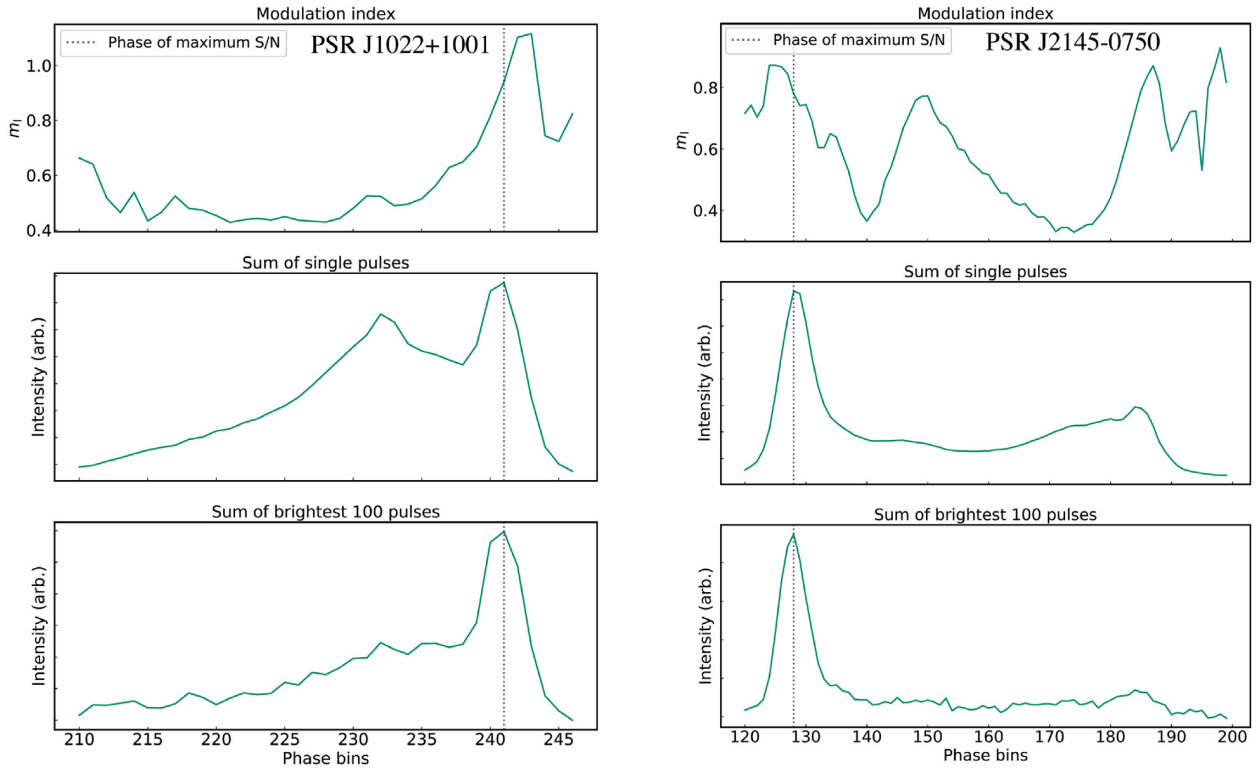 Modulation index
Phase of maximum S/N
PSR J1022+1001
1.0
0.8
0.6
0.4
mI
Sum of single pulses
Intensity (arb.)
Sum of brightest 100 pulses
Intensity (arb.)
210 215 220 225 230 235 240 245
Phase bins
Modulation index
Phase of maximum S/N
PSR J2145-0750
0.8
0.6
0.4
mI
Sum of single pulses
Intensity (arb.)
Sum of brightest 100 pulses
Intensity (arb.)
120 130 140 150 160 170 180 190 200
Phase bins